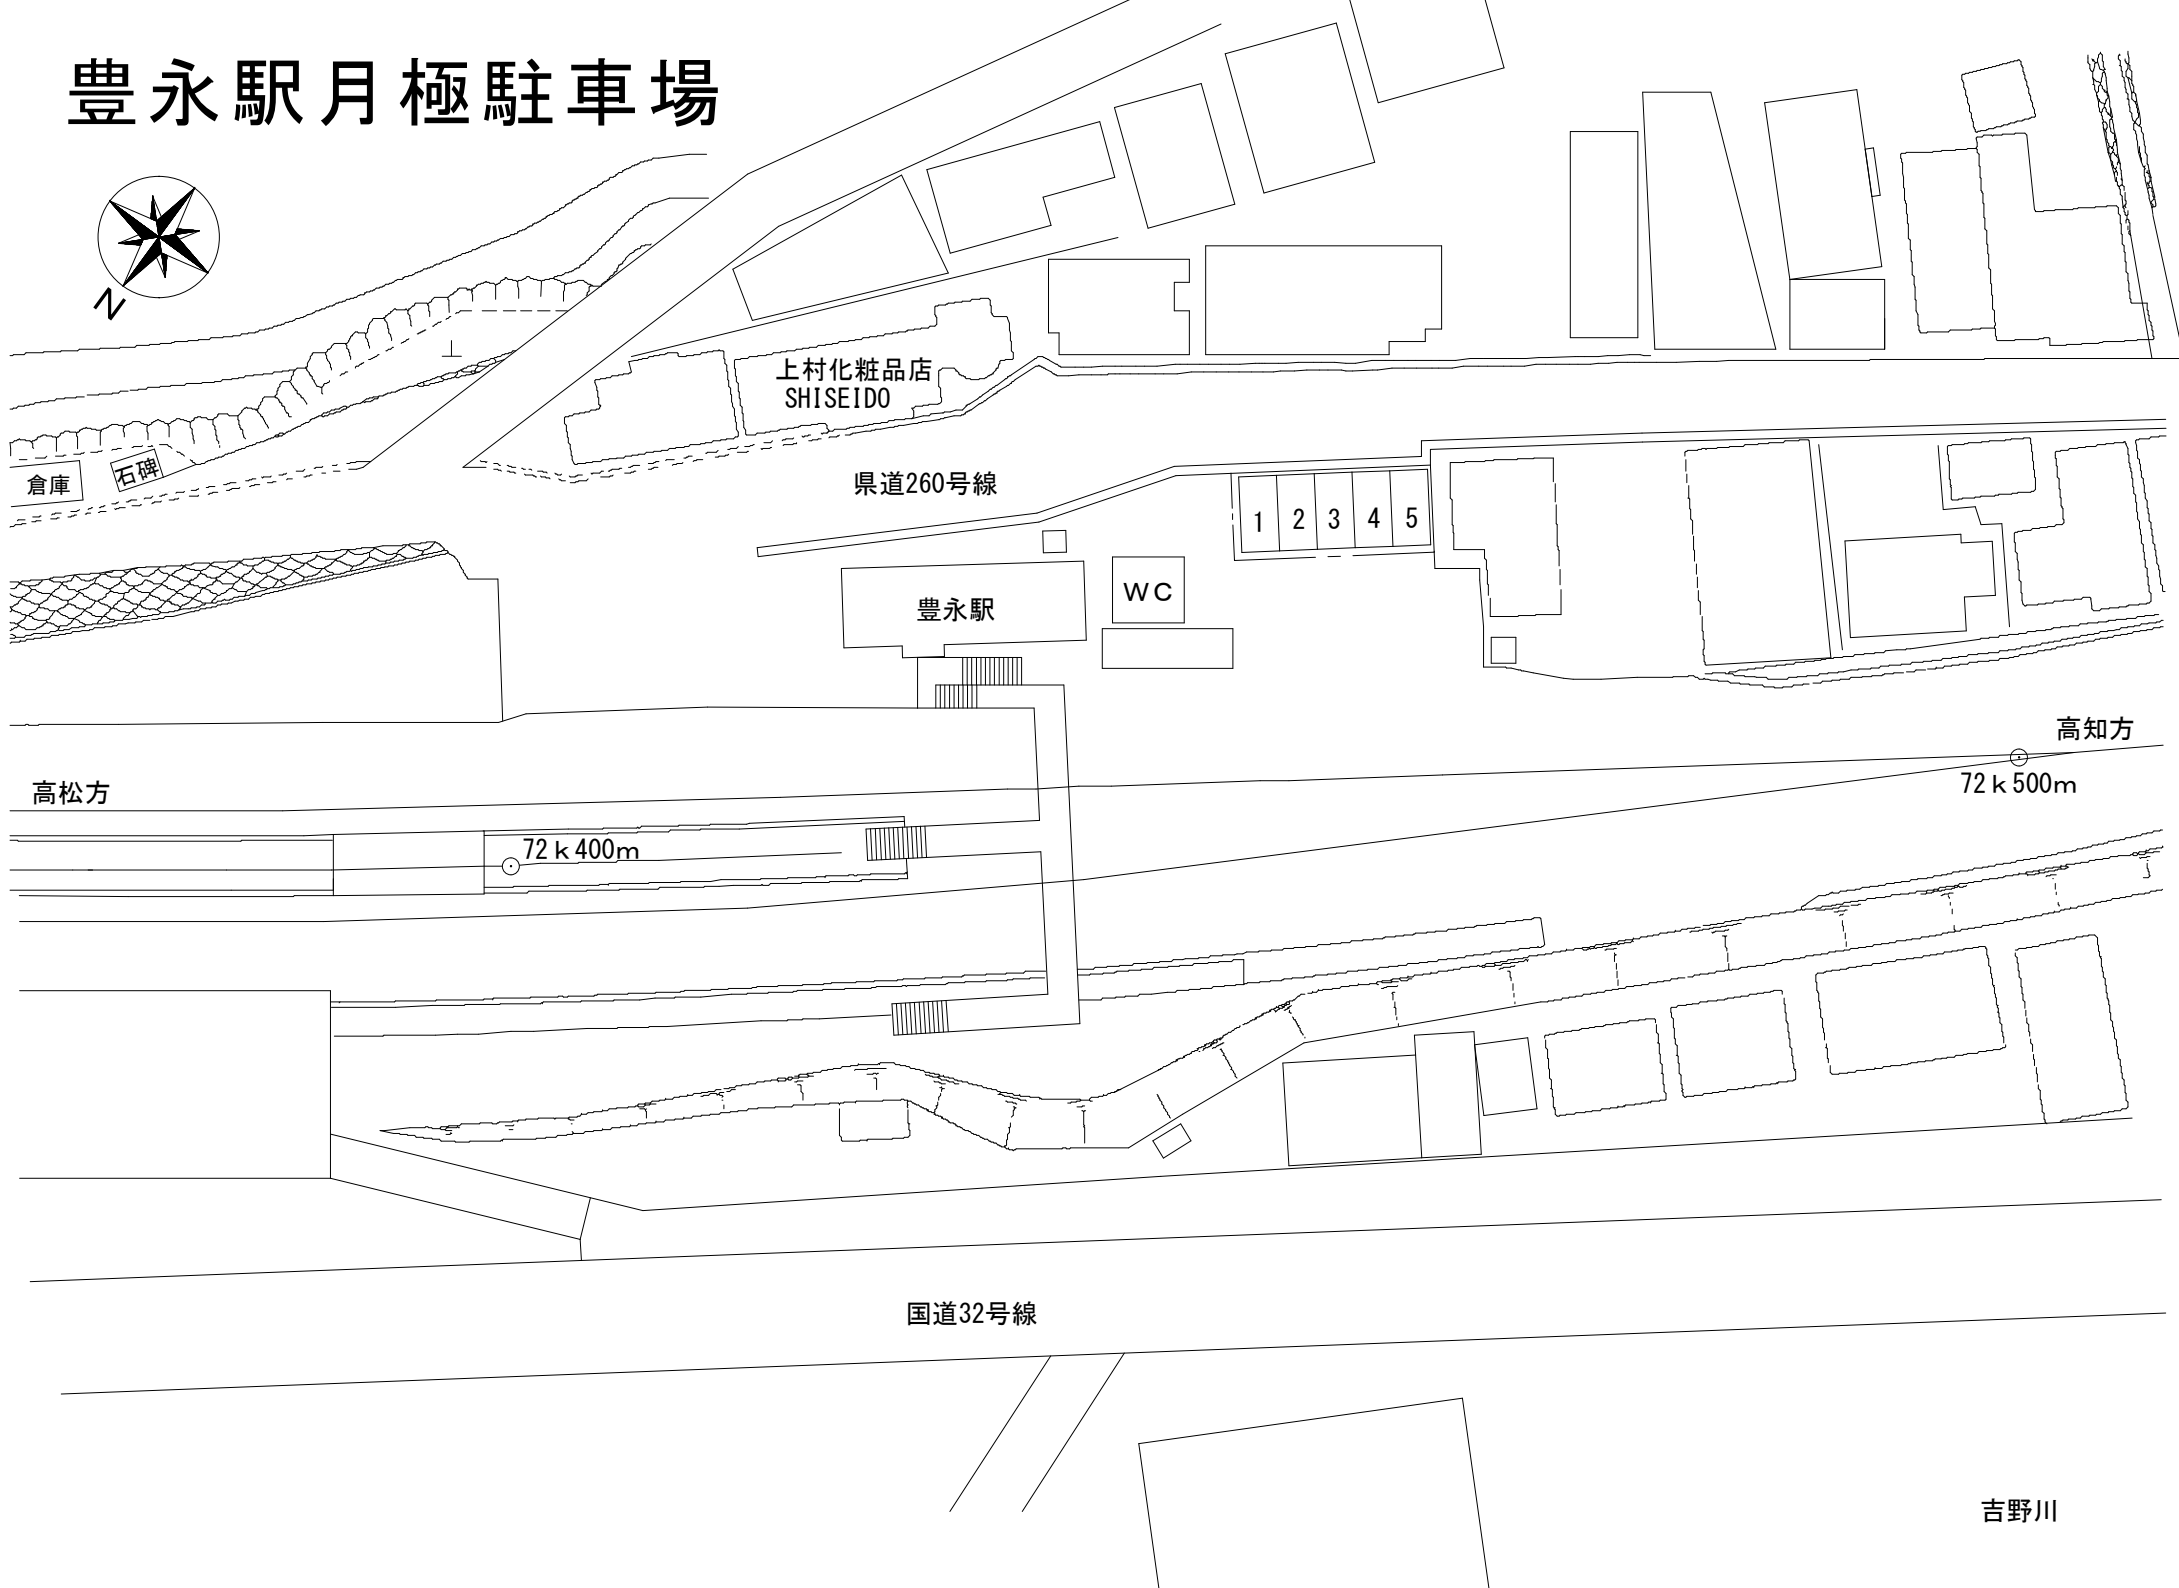 豊永駅月極駐車場
N
上村化粧品店
SHISEIDO
倉庫
石碑
県道260号線
1 2 3 4 5
WC
豊永駅
高知方
72k500m
高松方
72k400m
国道32号線
吉野川